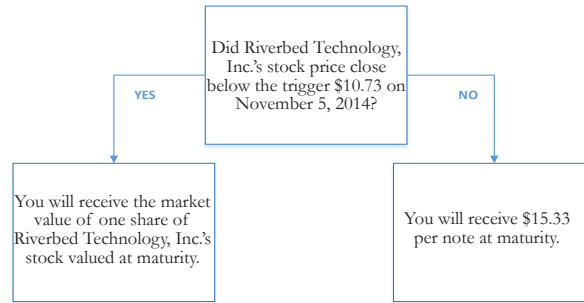 Did Riverbed Technology,
Inc.'s stock price close
below the trigger $10.73 on
November 5, 2014?
YES
NO
You will receive the market
value of one share of
Riverbed Technology, Inc.'s
stock valued at maturity.
You will receive $15.33
per note at maturity.